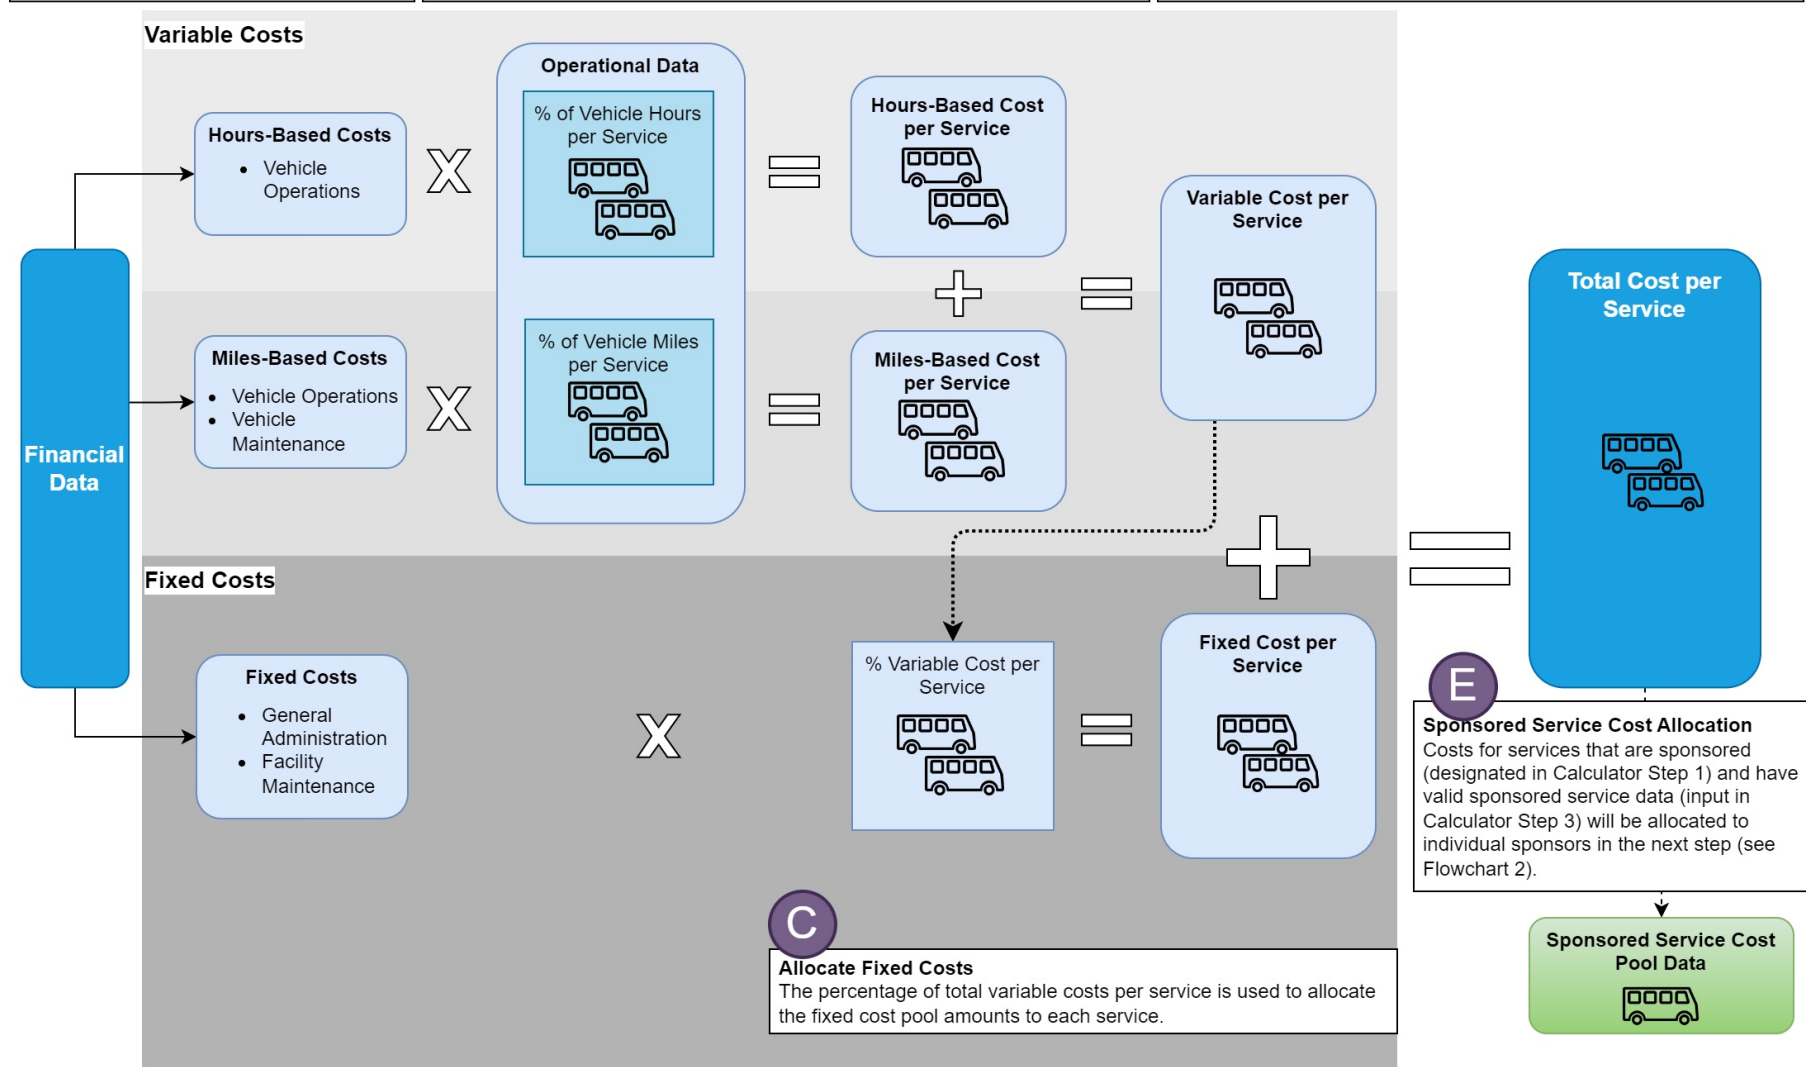 Variable Costs
Operational Data
% of Vehicle Hours
per Service
Hours-Based Costs
• Vehicle
Operations
X
Hours-Based Cost
per Service
Variable Cost per
Service
Financial
Data
Miles-Based Costs
• Vehicle Operations
• Vehicle
Maintenance
X
% of Vehicle Miles
per Service
Miles-Based Cost
per Service
Total Cost per
Service
Fixed Costs
Fixed Costs
• General
Administration
• Facility
Maintenance
X
% Variable Cost per
Service
Fixed Cost per
Service
E
Sponsored Service Cost Allocation
Costs for services that are sponsored
(designated in Calculator Step 1) and have
valid sponsored service data (input in
Calculator Step 3) will be allocated to
individual sponsors in the next step (see
Flowchart 2).
C
Allocate Fixed Costs
The percentage of total variable costs per service is used to allocate
the fixed cost pool amounts to each service.
Sponsored Service Cost
Pool Data